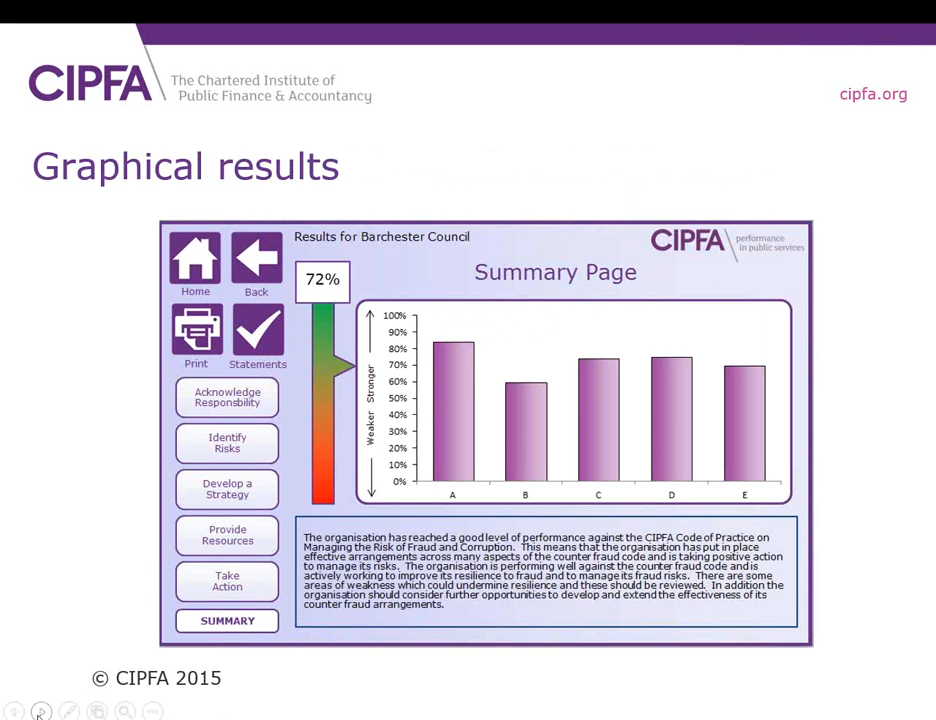 CIPFA
The Chartered Institute of
Public Finance & Accountancy
cipfa.org
Graphical results
Results for Barchester Council
CIPFA
performance
in public services
Home
Back
72%
Summary Page
Print
Statements
Acknowledge
Responsbility
Identify
Risks
Develop a
Strategy
Provide
Resources
Take
Action
SUMMARY
Weaker Stronger
100%
90%
80%
70%
60%
50%
40%
30%
20%
10%
0%
A B C D E
The organisation has reached a good level of performance against the CIPFA Code of Practice on
Managing the Risk of Fraud and Corruption. This means that the organisation has put in place
effective arrangements across many aspects of the counter fraud code and is taking positive action
to manage its risks. The organisation is performing well against the counter fraud code and is
actively working to improve its resilience to fraud and to manage its fraud risks. There are some
areas of weakness which could undermine resilience and these should be reviewed. In addition the
organisation should consider further opportunities to develop and extend the effectiveness of its
counter fraud arrangements.
© CIPFA 2015